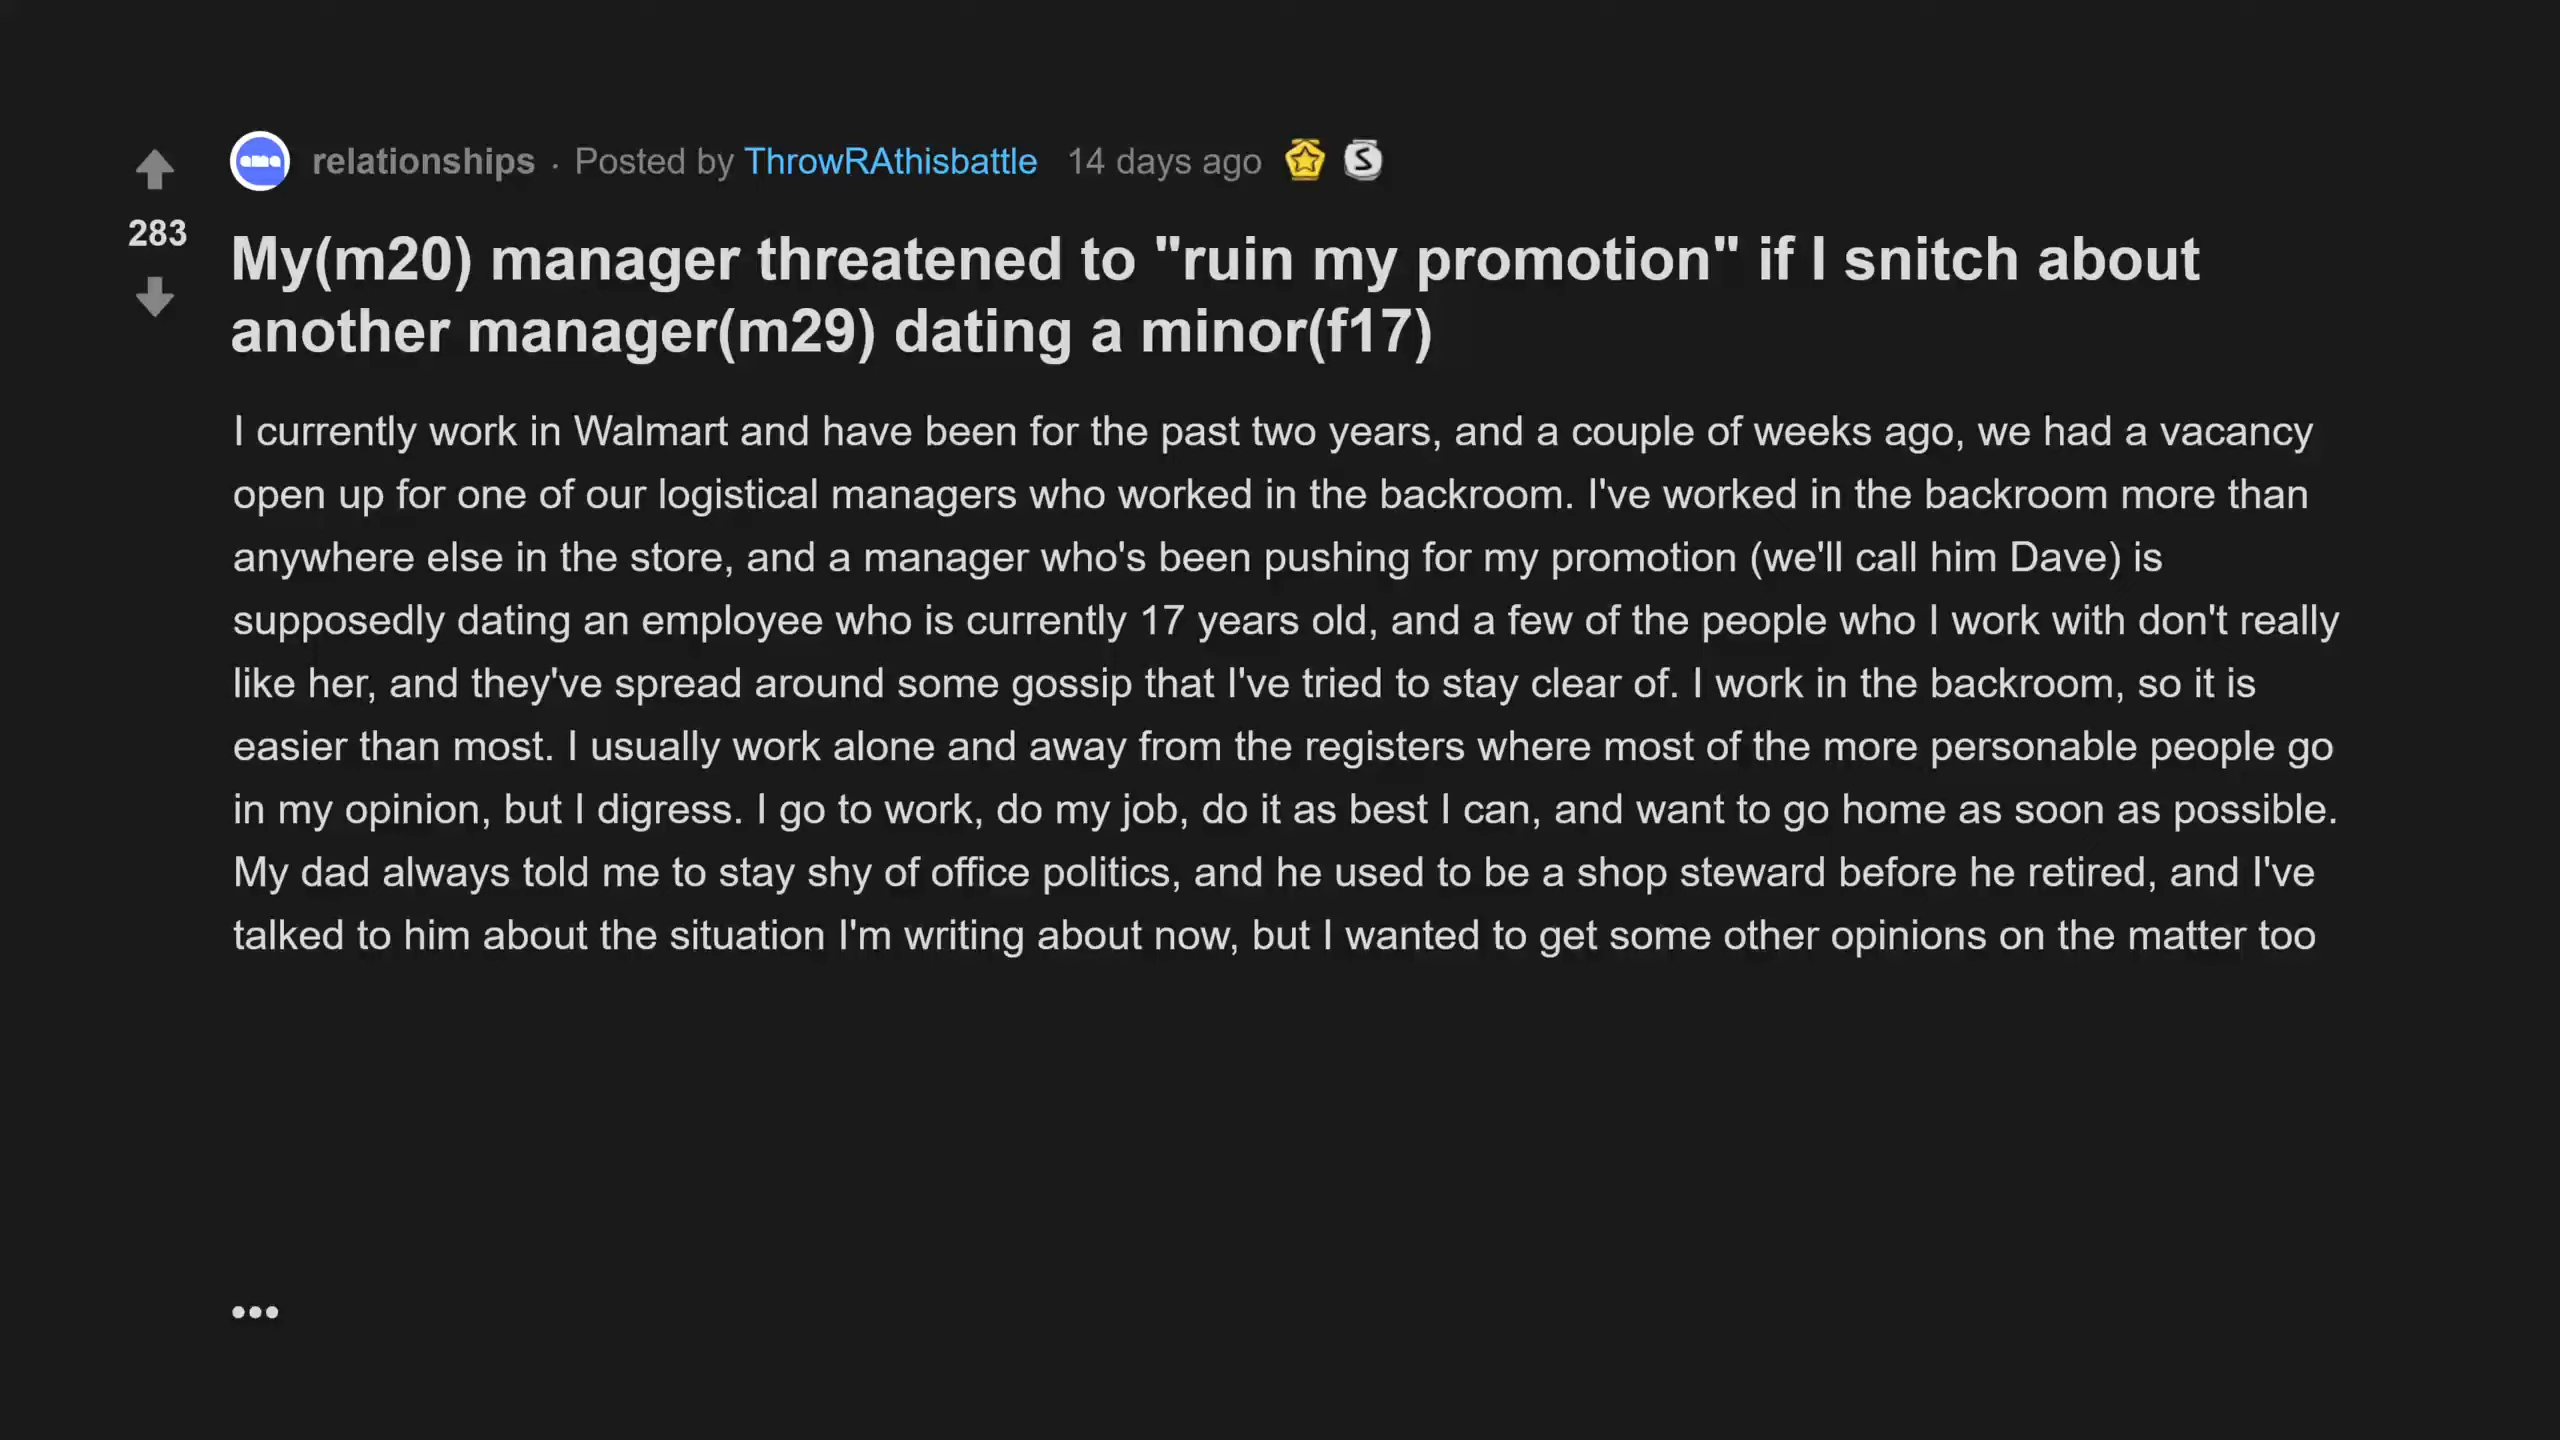 relationships · Posted by ThrowRAthisbattle 14 days ago
283
My(m20) manager threatened to "ruin my promotion" if I snitch about
another manager(m29) dating a minor(f17)
I currently work in Walmart and have been for the past two years, and a couple of weeks ago, we had a vacancy
open up for one of our logistical managers who worked in the backroom. I've worked in the backroom more than
anywhere else in the store, and a manager who's been pushing for my promotion (we'll call him Dave) is
supposedly dating an employee who is currently 17 years old, and a few of the people who I work with don't really
like her, and they've spread around some gossip that I've tried to stay clear of. I work in the backroom, so it is
easier than most. I usually work alone and away from the registers where most of the more personable people go
in my opinion, but I digress. I go to work, do my job, do it as best I can, and want to go home as soon as possible.
My dad always told me to stay shy of office politics, and he used to be a shop steward before he retired, and I've
talked to him about the situation I'm writing about now, but I wanted to get some other opinions on the matter too
•••